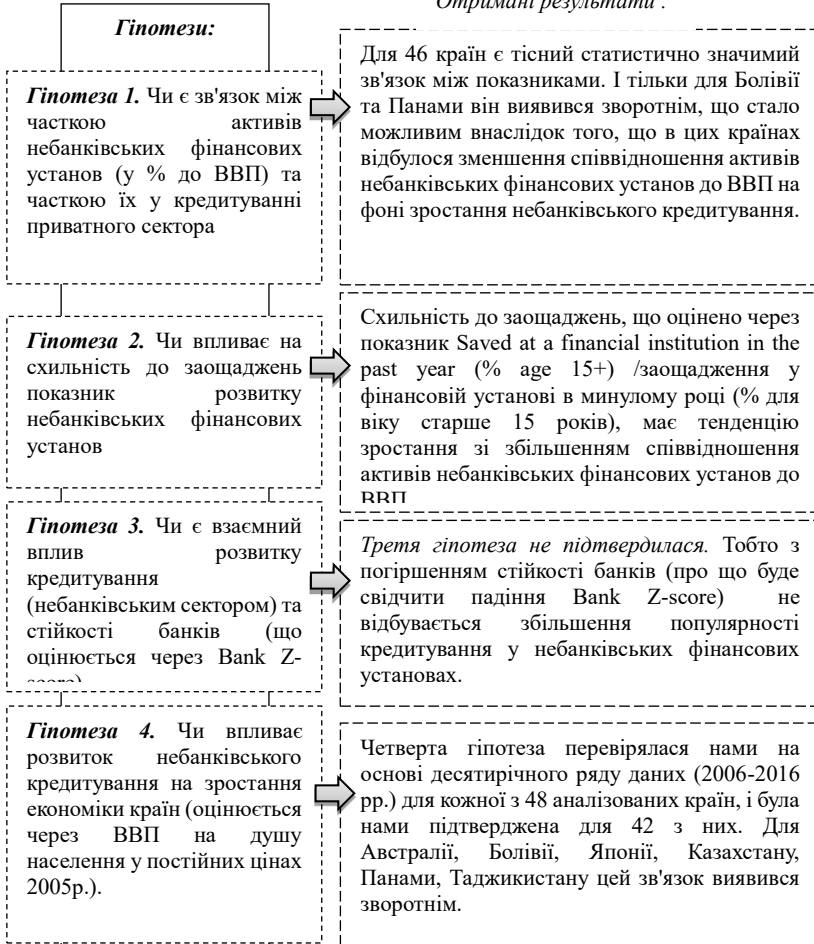 Отримані результати :
Гіпотези:
Гіпотеза 1. Чи є зв'язок між
часткою активів
небанківських фінансових
установ (у % до ВВП) та
часткою їх у кредитуванні
приватного сектора
Для 46 країн є тісний статистично значимий
зв'язок між показниками. І тільки для Болівії
та Панами він виявився зворотнім, що стало
можливим внаслідок того, що в цих країнах
відбулося зменшення співвідношення активів
небанківських фінансових установ до ВВП на
фоні зростання небанківського кредитування.
Гіпотеза 2. Чи впливає на
схильність до заощаджень
показник розвитку
небанківських фінансових
установ
Схильність до заощаджень, що оцінено через
показник Saved at a financial institution in the
past year (% age 15+) /заощадження у
фінансовій установі в минулому році (% для
віку старше 15 років), має тенденцію
зростання зі збільшенням співвідношення
активів небанківських фінансових установ до
ВВП
Гіпотеза 3. Чи є взаємний
вплив розвитку
кредитування
(небанківським сектором) та
стійкості банків (що
оцінюється через Bank Z-
score)
Третя гіпотеза не підтвердилася. Тобто з
погіршенням стійкості банків (про що буде
свідчити падіння Bank Z-score) не
відбувається збільшення популярності
кредитування у небанківських фінансових
установах.
Гіпотеза 4. Чи впливає
розвиток небанківського
кредитування на зростання
економіки країн (оцінюється
через ВВП на душу
населення у постійних цінах
2005р.).
Четверта гіпотеза перевірялася нами на
основі десятирічного ряду даних (2006-2016
рр.) для кожної з 48 аналізованих країн, і була
нами підтверджена для 42 з них. Для
Австралії, Болівії, Японії, Казахстану,
Панами, Таджикистану цей зв'язок виявився
зворотнім.